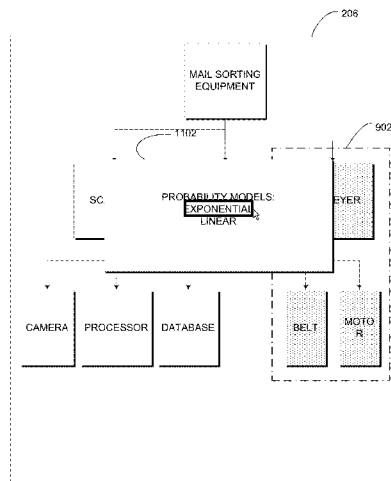 206
MAIL SORTING
EQUIPMENT
1102
902
SC
PROBABILITY MODELS:
EYER
EXPONENTIAL
LINEAR
CAMERA
PROCESSOR
DATABASE
BELT
MOTO
R